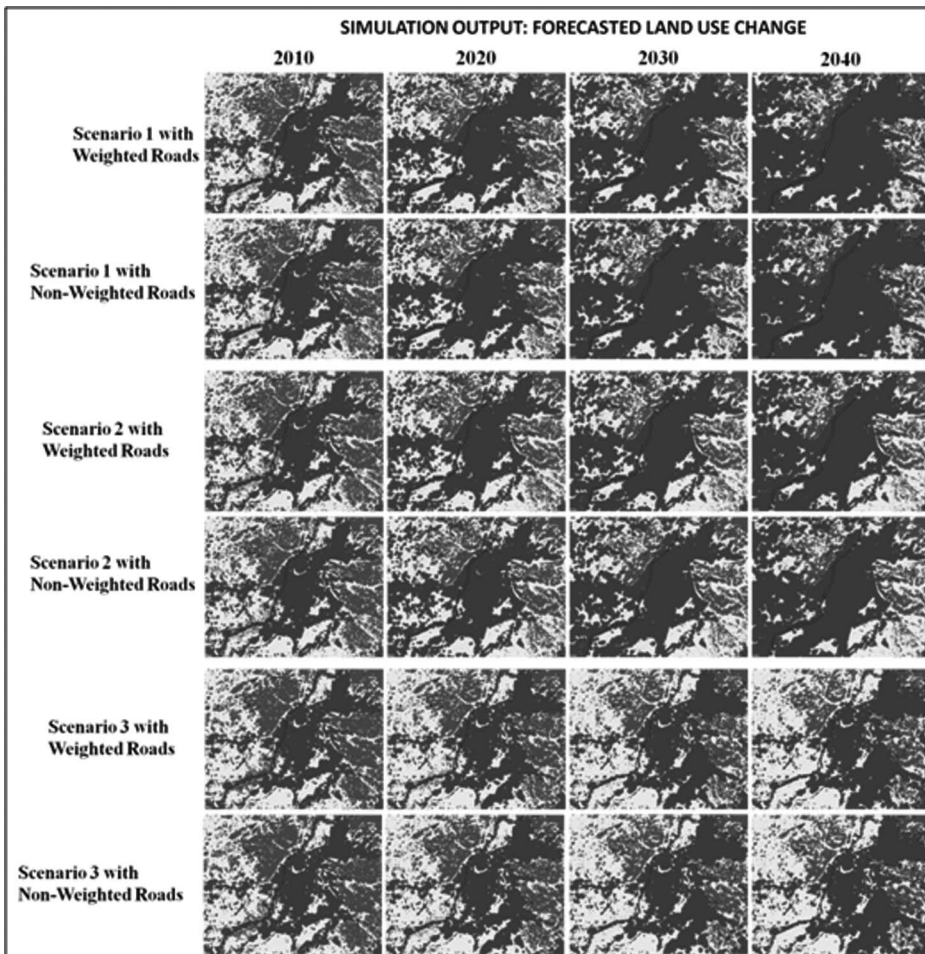 SIMULATION OUTPUT: FORECASTED LAND USE CHANGE
2010 2020 2030 2040
Scenario 1 with
Weighted Roads
Scenario 1 with
Non-Weighted Roads
Scenario 2 with
Weighted Roads
Scenario 2 with
Non-Weighted Roads
Scenario 3 with
Weighted Roads
Scenario 3 with
Non-Weighted Roads